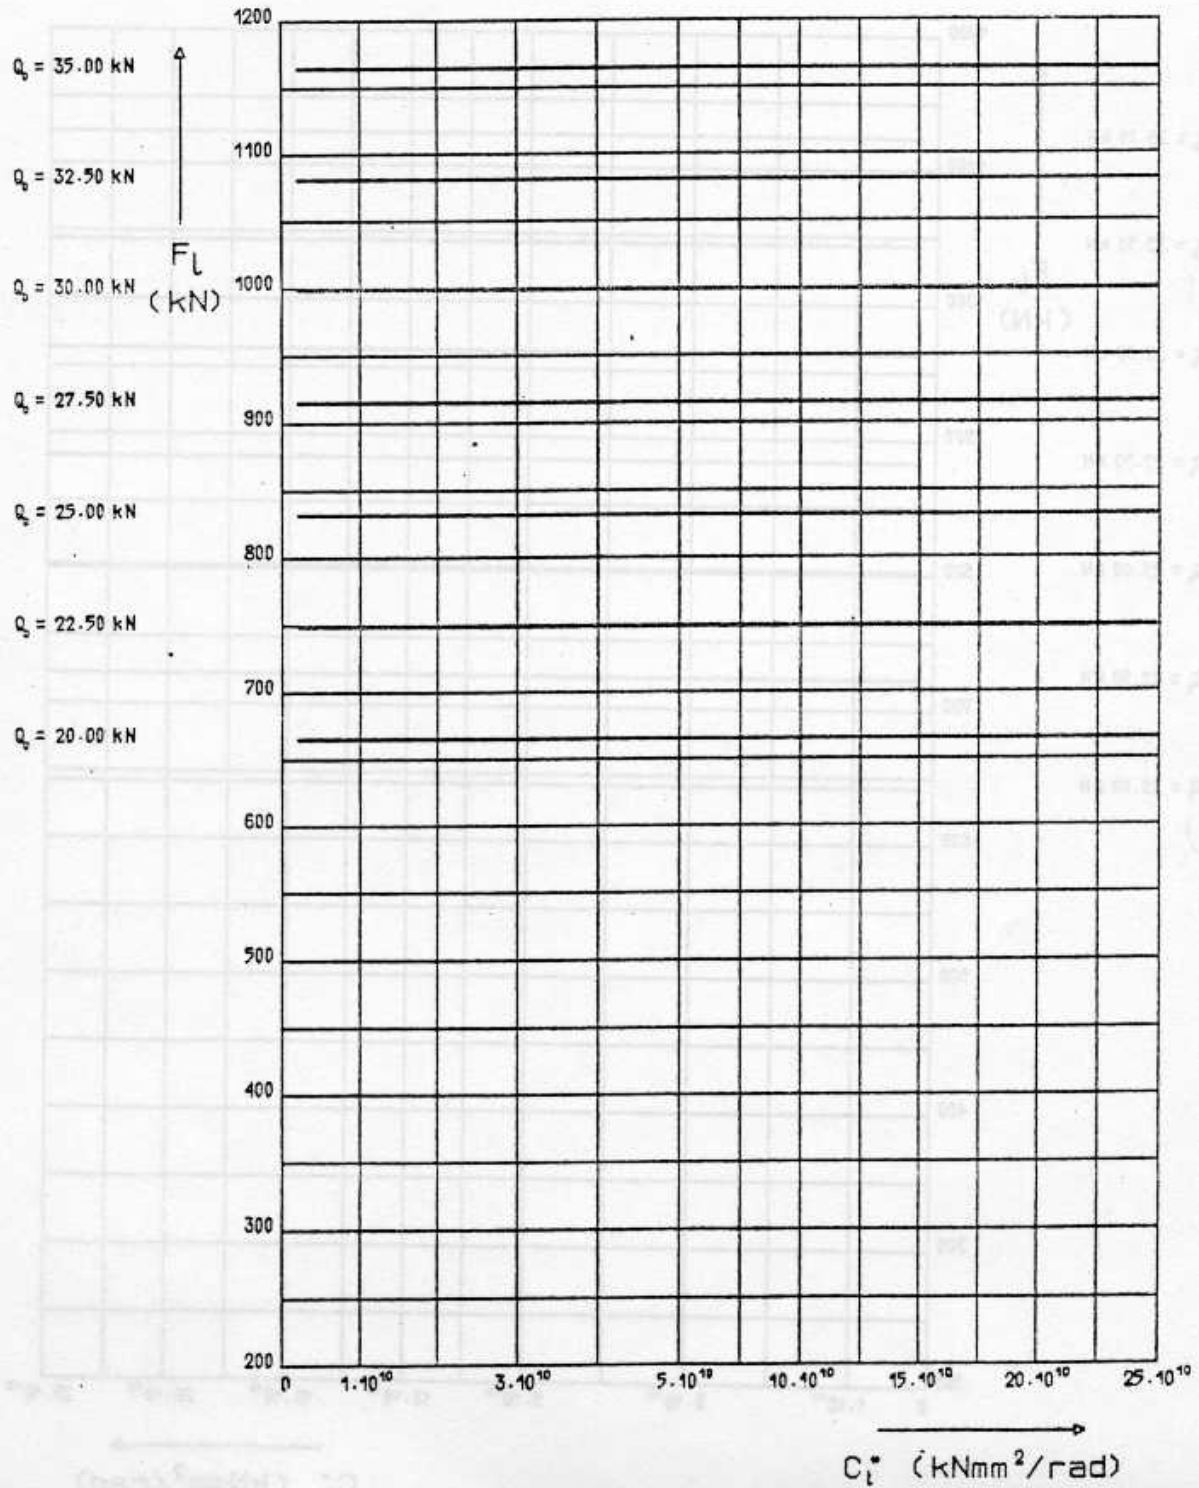 1200
Q₀ = 35.00 kN
1100
Q₀ = 32.50 kN
F_l
(kN)
Q₀ = 30.00 kN
1000
Q₀ = 27.50 kN
900
Q₀ = 25.00 kN
800
Q₀ = 22.50 kN
700
Q₀ = 20.00 kN
600
500
400
300
200
0 1.10¹⁰ 3.10¹⁰ 5.10¹⁰ 10.10¹⁰ 15.10¹⁰ 20.10¹⁰ 25.10¹⁰
C_l* (kNmm²/rad)